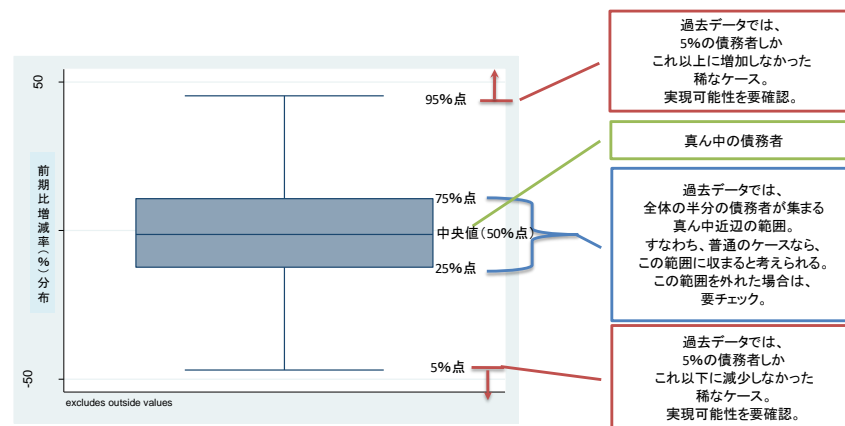 50
-50
前期比増減率(%)分布
excludes outside values
95%点
75%点
中央値(50%点)
25%点
5%点
過去データでは、
5%の債務者しか
これ以上に増加しなかった
稀なケース。
実現可能性を要確認。
真ん中の債務者
過去データでは、
全体の半分の債務者が集まる
真ん中近辺の範囲。
すなわち、普通のケースなら、
この範囲に収まると考えられる。
この範囲を外れた場合は、
要チェック。
過去データでは、
5%の債務者しか
これ以下に減少しなかった
稀なケース。
実現可能性を要確認。